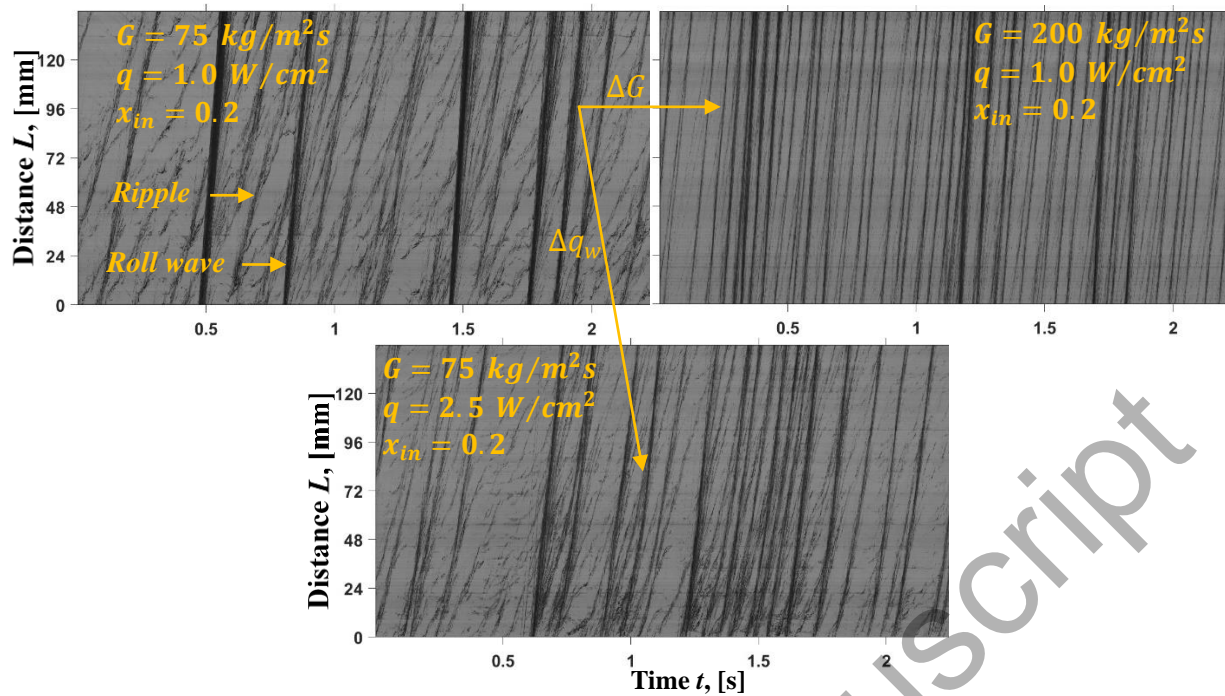 G = 75 kg/m²s
q = 1.0 W/cm²
x_in = 0.2
Ripple
Roll wave
Distance L, [mm]
120
96
72
48
24
0
0.5
1
1.5
2
ΔG
Δq_w
G = 200 kg/m²s
q = 1.0 W/cm²
x_in = 0.2
0.5
1
1.5
2
G = 75 kg/m²s
q = 2.5 W/cm²
x_in = 0.2
Distance L, [mm]
120
96
72
48
24
0
0.5
1
1.5
2
Time t, [s]
uscript